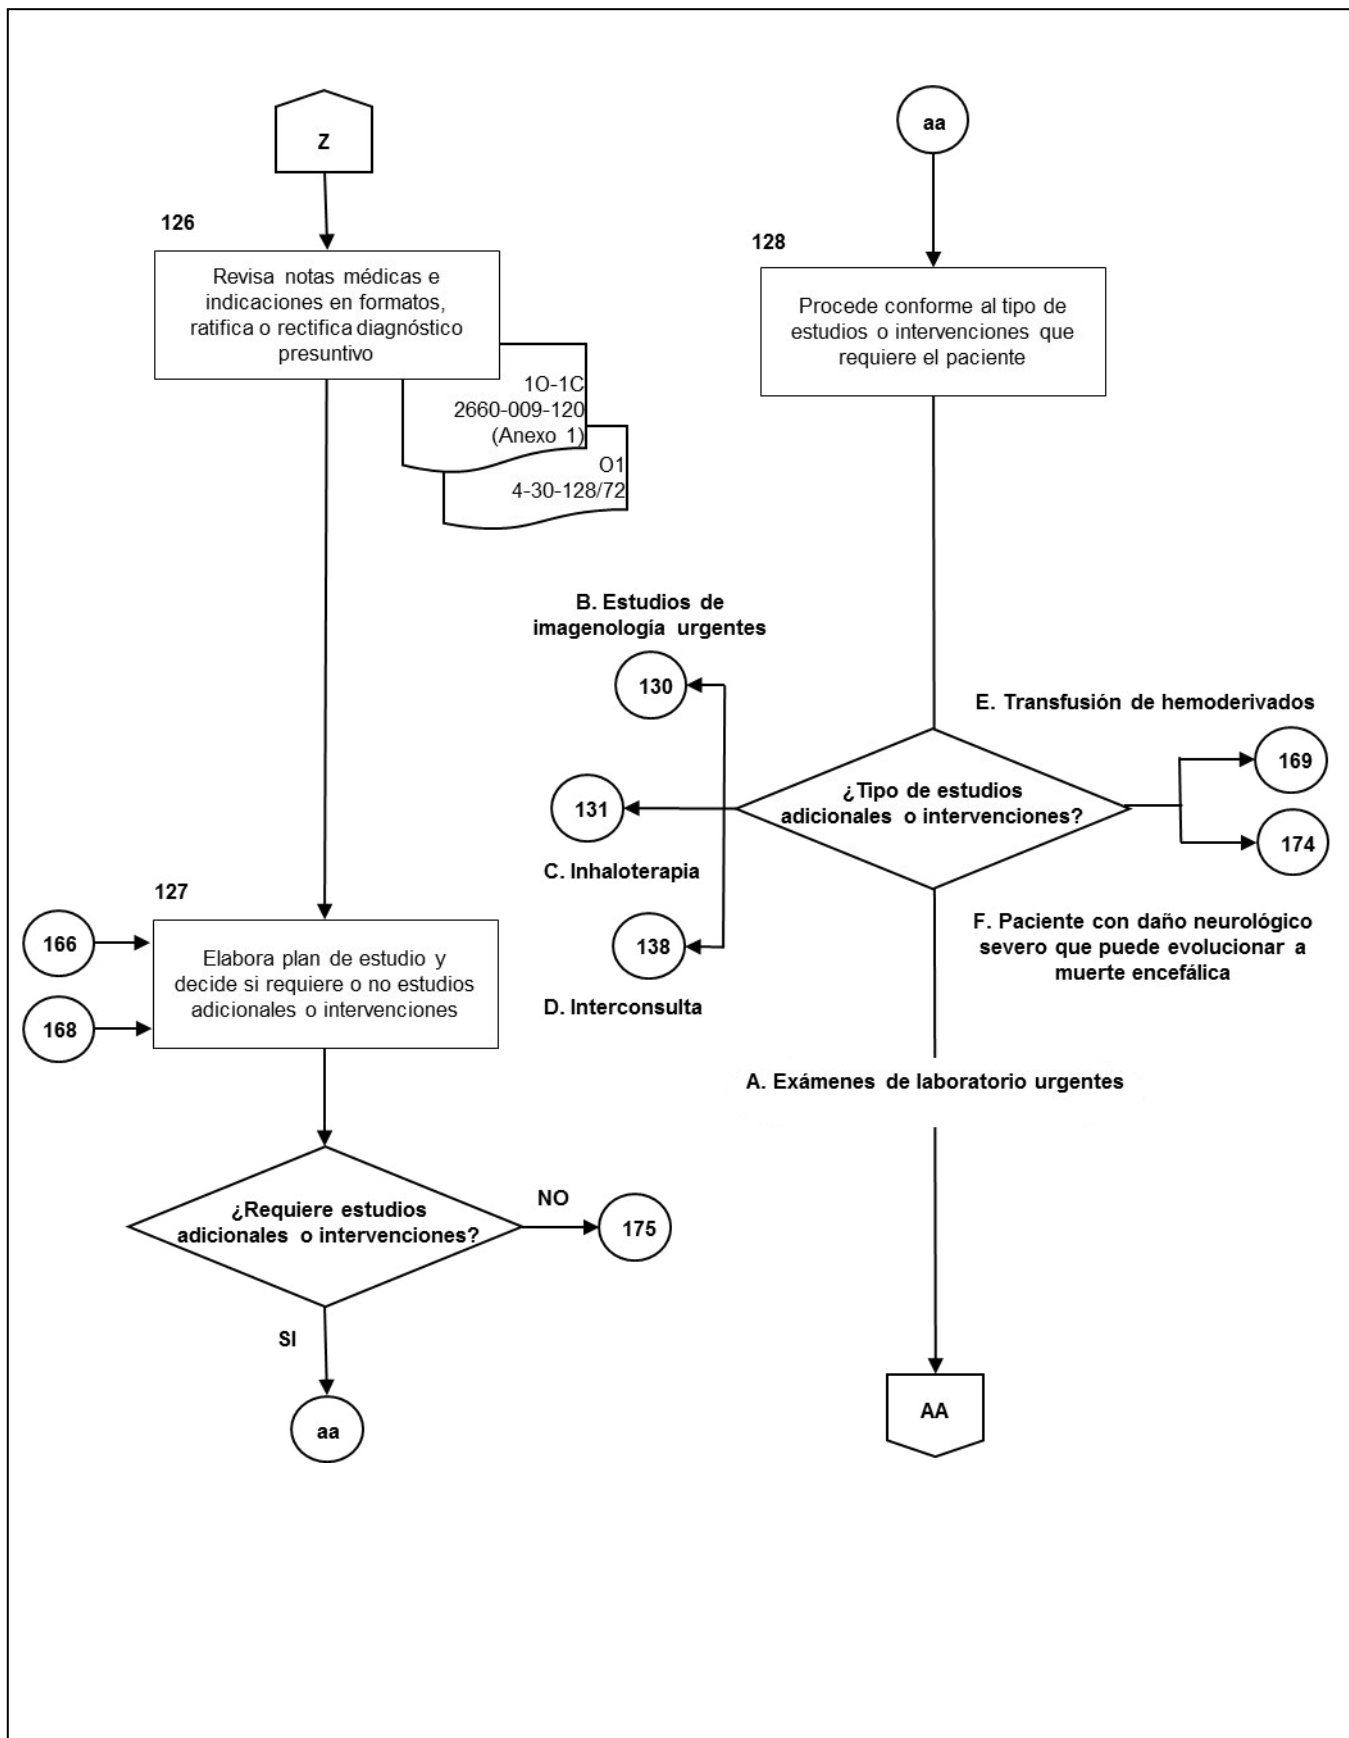 Z
126
Revisa notas médicas e
indicaciones en formatos,
ratifica o rectifica diagnóstico
presuntivo
1O-1C
2660-009-120
(Anexo 1)
O1
4-30-128/72
127
166
168
Elabora plan de estudio y
decide si requiere o no estudios
adicionales o intervenciones
¿Requiere estudios
adicionales o intervenciones?
NO
175
SI
aa
aa
128
Procede conforme al tipo de
estudios o intervenciones que
requiere el paciente
B. Estudios de
imagenología urgentes
130
131
C. Inhaloterapia
138
D. Interconsulta
¿Tipo de estudios
adicionales o intervenciones?
E. Transfusión de hemoderivados
169
174
F. Paciente con daño neurológico
severo que puede evolucionar a
muerte encefálica
A. Exámenes de laboratorio urgentes
AA